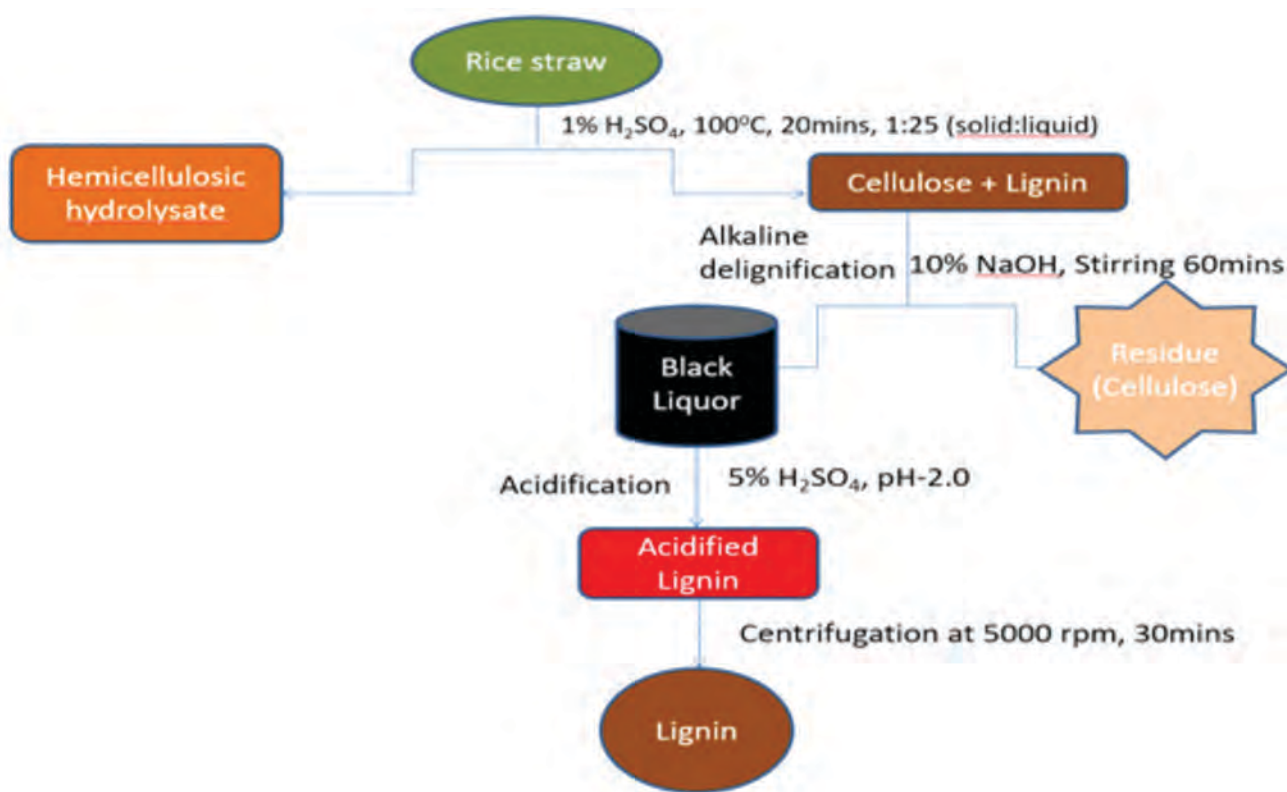 Rice straw
1% H₂SO₄, 100°C, 20mins, 1:25 (solid:liquid)
Hemicellulosic
hydrolysate
Cellulose + Lignin
Alkaline
delignification
10% NaOH, Stirring 60mins
Black
Liquor
Residue
(Cellulose)
Acidification
5% H₂SO₄, pH-2.0
Acidified
Lignin
Centrifugation at 5000 rpm, 30mins
Lignin